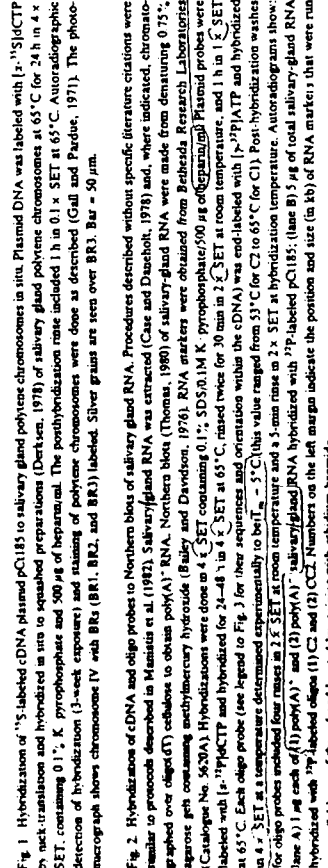 Fig. 1 Hybridization of ³⁵S-labeled cDNA plasmid pCt185 to salivary gland polytene chromosomes in situ. Plasmid DNA was labeled with [α-³⁵S]dCTP
by nick-translation and hybridized in situ to squashed preparations (Derksen, 1978) of salivary gland polytene chromosomes at 65°C for 24 h in 4 x
SET, containing 0.1% K pyrophosphate and 500 µg of heparin/ml. The posthybridization rinse included 1 h in 0.1 x SET at 65°C. Autoradiographic
detection of hybridization (3-week exposure) and staining of polytene chromosomes were done as described (Gall and Pardue, 1971). The photo-
micrograph shows chromosome IV with BRs (BR1, BR2, and BR3) labeled. Silver grains are seen over BR3. Bar = 50 µm.
Fig. 2. Hybridization of cDNA and oligo probes to Northern blots of salivary gland RNA. Procedures described without specific literature citations were
similar to protocols described in Maniatis et al. (1982). Salivary gland RNA was extracted (Case and Daneholt, 1978) and, where indicated, chromato-
graphed over oligo(dT) cellulose to obtain poly(A)⁺ RNA. Northern blots (Thomas, 1980) of salivary-gland RNA were made from denaturing 0.75%
agarose gels containing methylmercury hydroxide (Bailey and Davidson, 1976). RNA markers were obtained from Bethesda Research Laboratories
(Catalogue No. 5620A). Hybridizations were done in 4 x SET containing 0.1% SDS/0.1M K pyrophosphate/500 µg of heparin/ml. Plasmid probes were
labeled with [α-³²P]dCTP and hybridized for 24-48 h in 4 x SET at 65°C, rinsed twice for 30 min in 2 x SET at room temperature, and 1 h in 1 x SET
at 65°C. Each oligo probe (see legend to Fig. 3 for their sequences and orientation within the cDNA) was end-labeled with [γ-³²P]ATP and hybridized
in 4 x SET at a temperature determined experimentally to be T m - 5°C (this value ranged from 53°C for C2 to 65°C for C1). Post-hybridization washes
for oligo probes included four rinses in 2 x SET at room temperature and a 5-min rinse in 2 x SET at hybridization temperature. Autoradiograms show:
(lane A) 1 µg each of (1) poly(A)⁺ and (2) poly(A)⁻ salivary-gland RNA hybridized with ³²P-labeled pCt185; (lane B) 5 µg of total salivary-gland RNA
hybridized with ³²P-labeled oligos (1) C2 and (2) CC2. Numbers on the left margin indicate the position and size (in kb) of RNA markers that were run